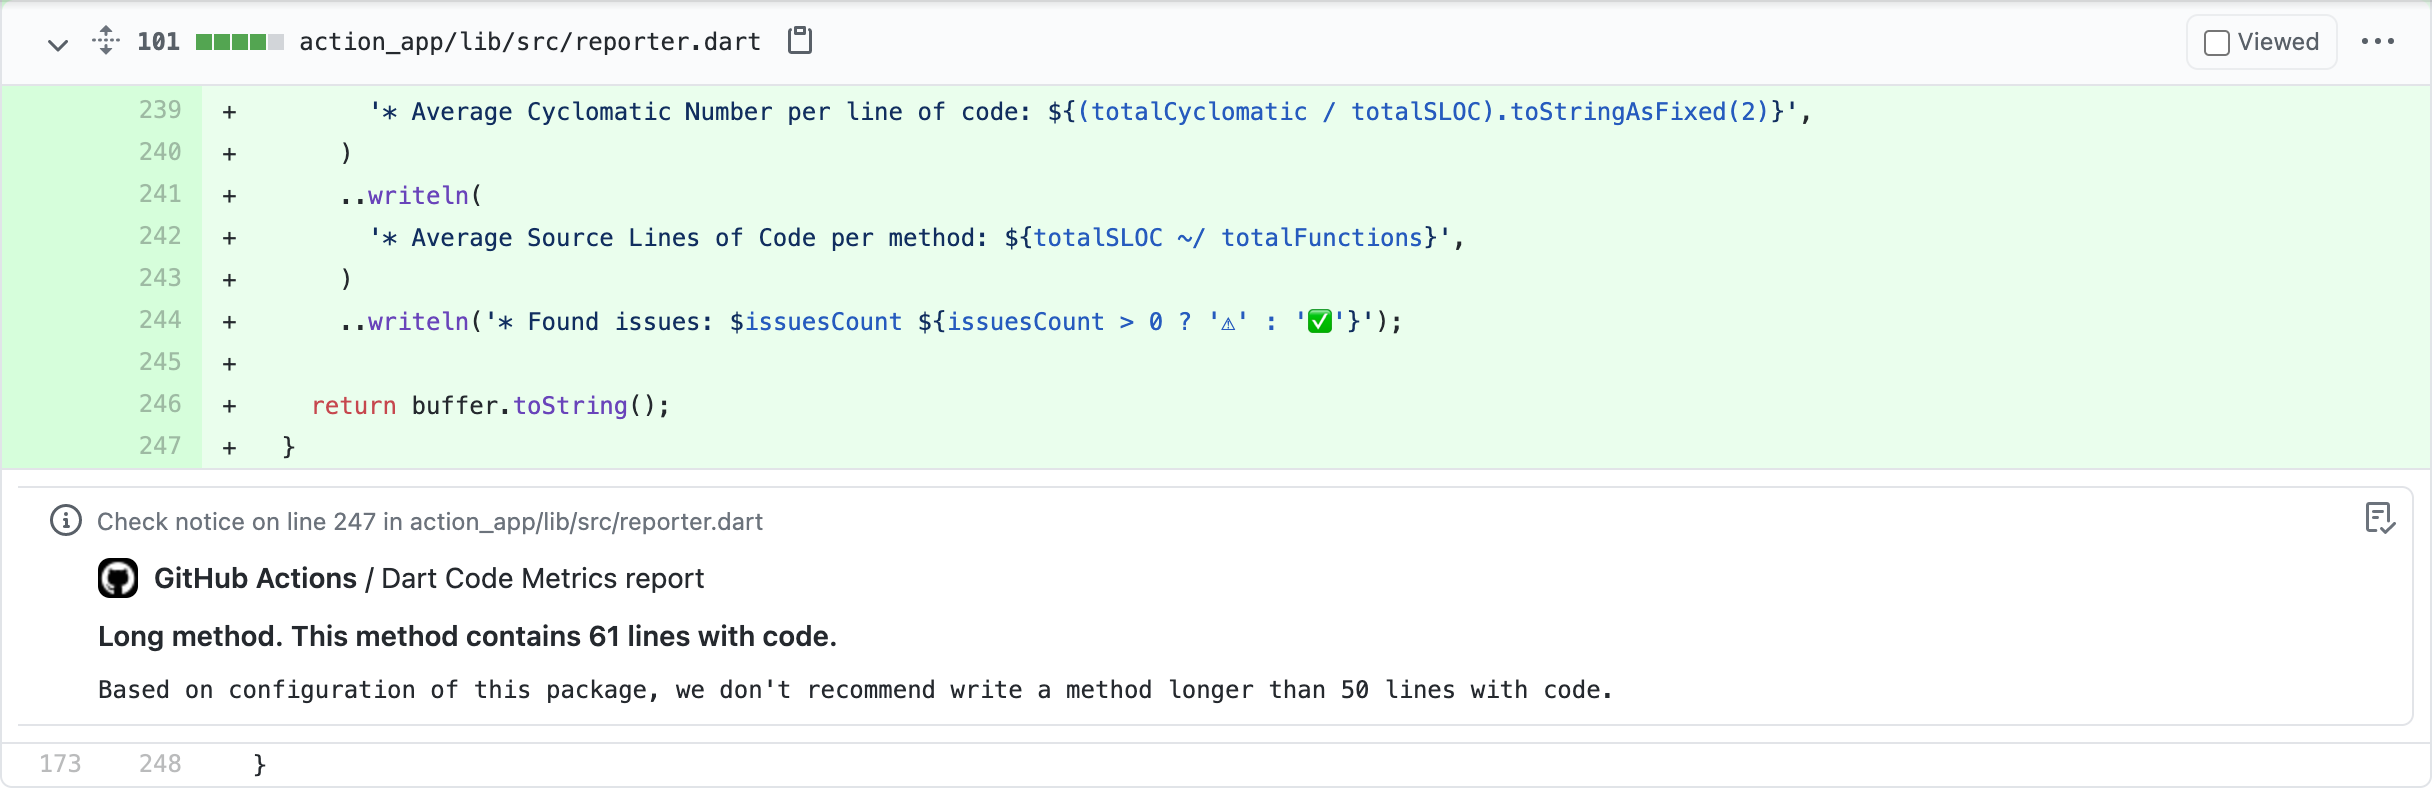 101 action_app/lib/src/reporter.dart Viewed
239 + '* Average Cyclomatic Number per line of code: ${(totalCyclomatic / totalSLOC).toStringAsFixed(2)}',
240 + )
241 + ..writeln(
242 + '* Average Source Lines of Code per method: ${totalSLOC ~/ totalFunctions}',
243 + )
244 + ..writeln('* Found issues: $issuesCount ${issuesCount > 0 ? '⚠' : '✅'}');
245 +
246 + return buffer.toString();
247 + }
Check notice on line 247 in action_app/lib/src/reporter.dart
GitHub Actions / Dart Code Metrics report
Long method. This method contains 61 lines with code.
Based on configuration of this package, we don't recommend write a method longer than 50 lines with code.
173 248 }